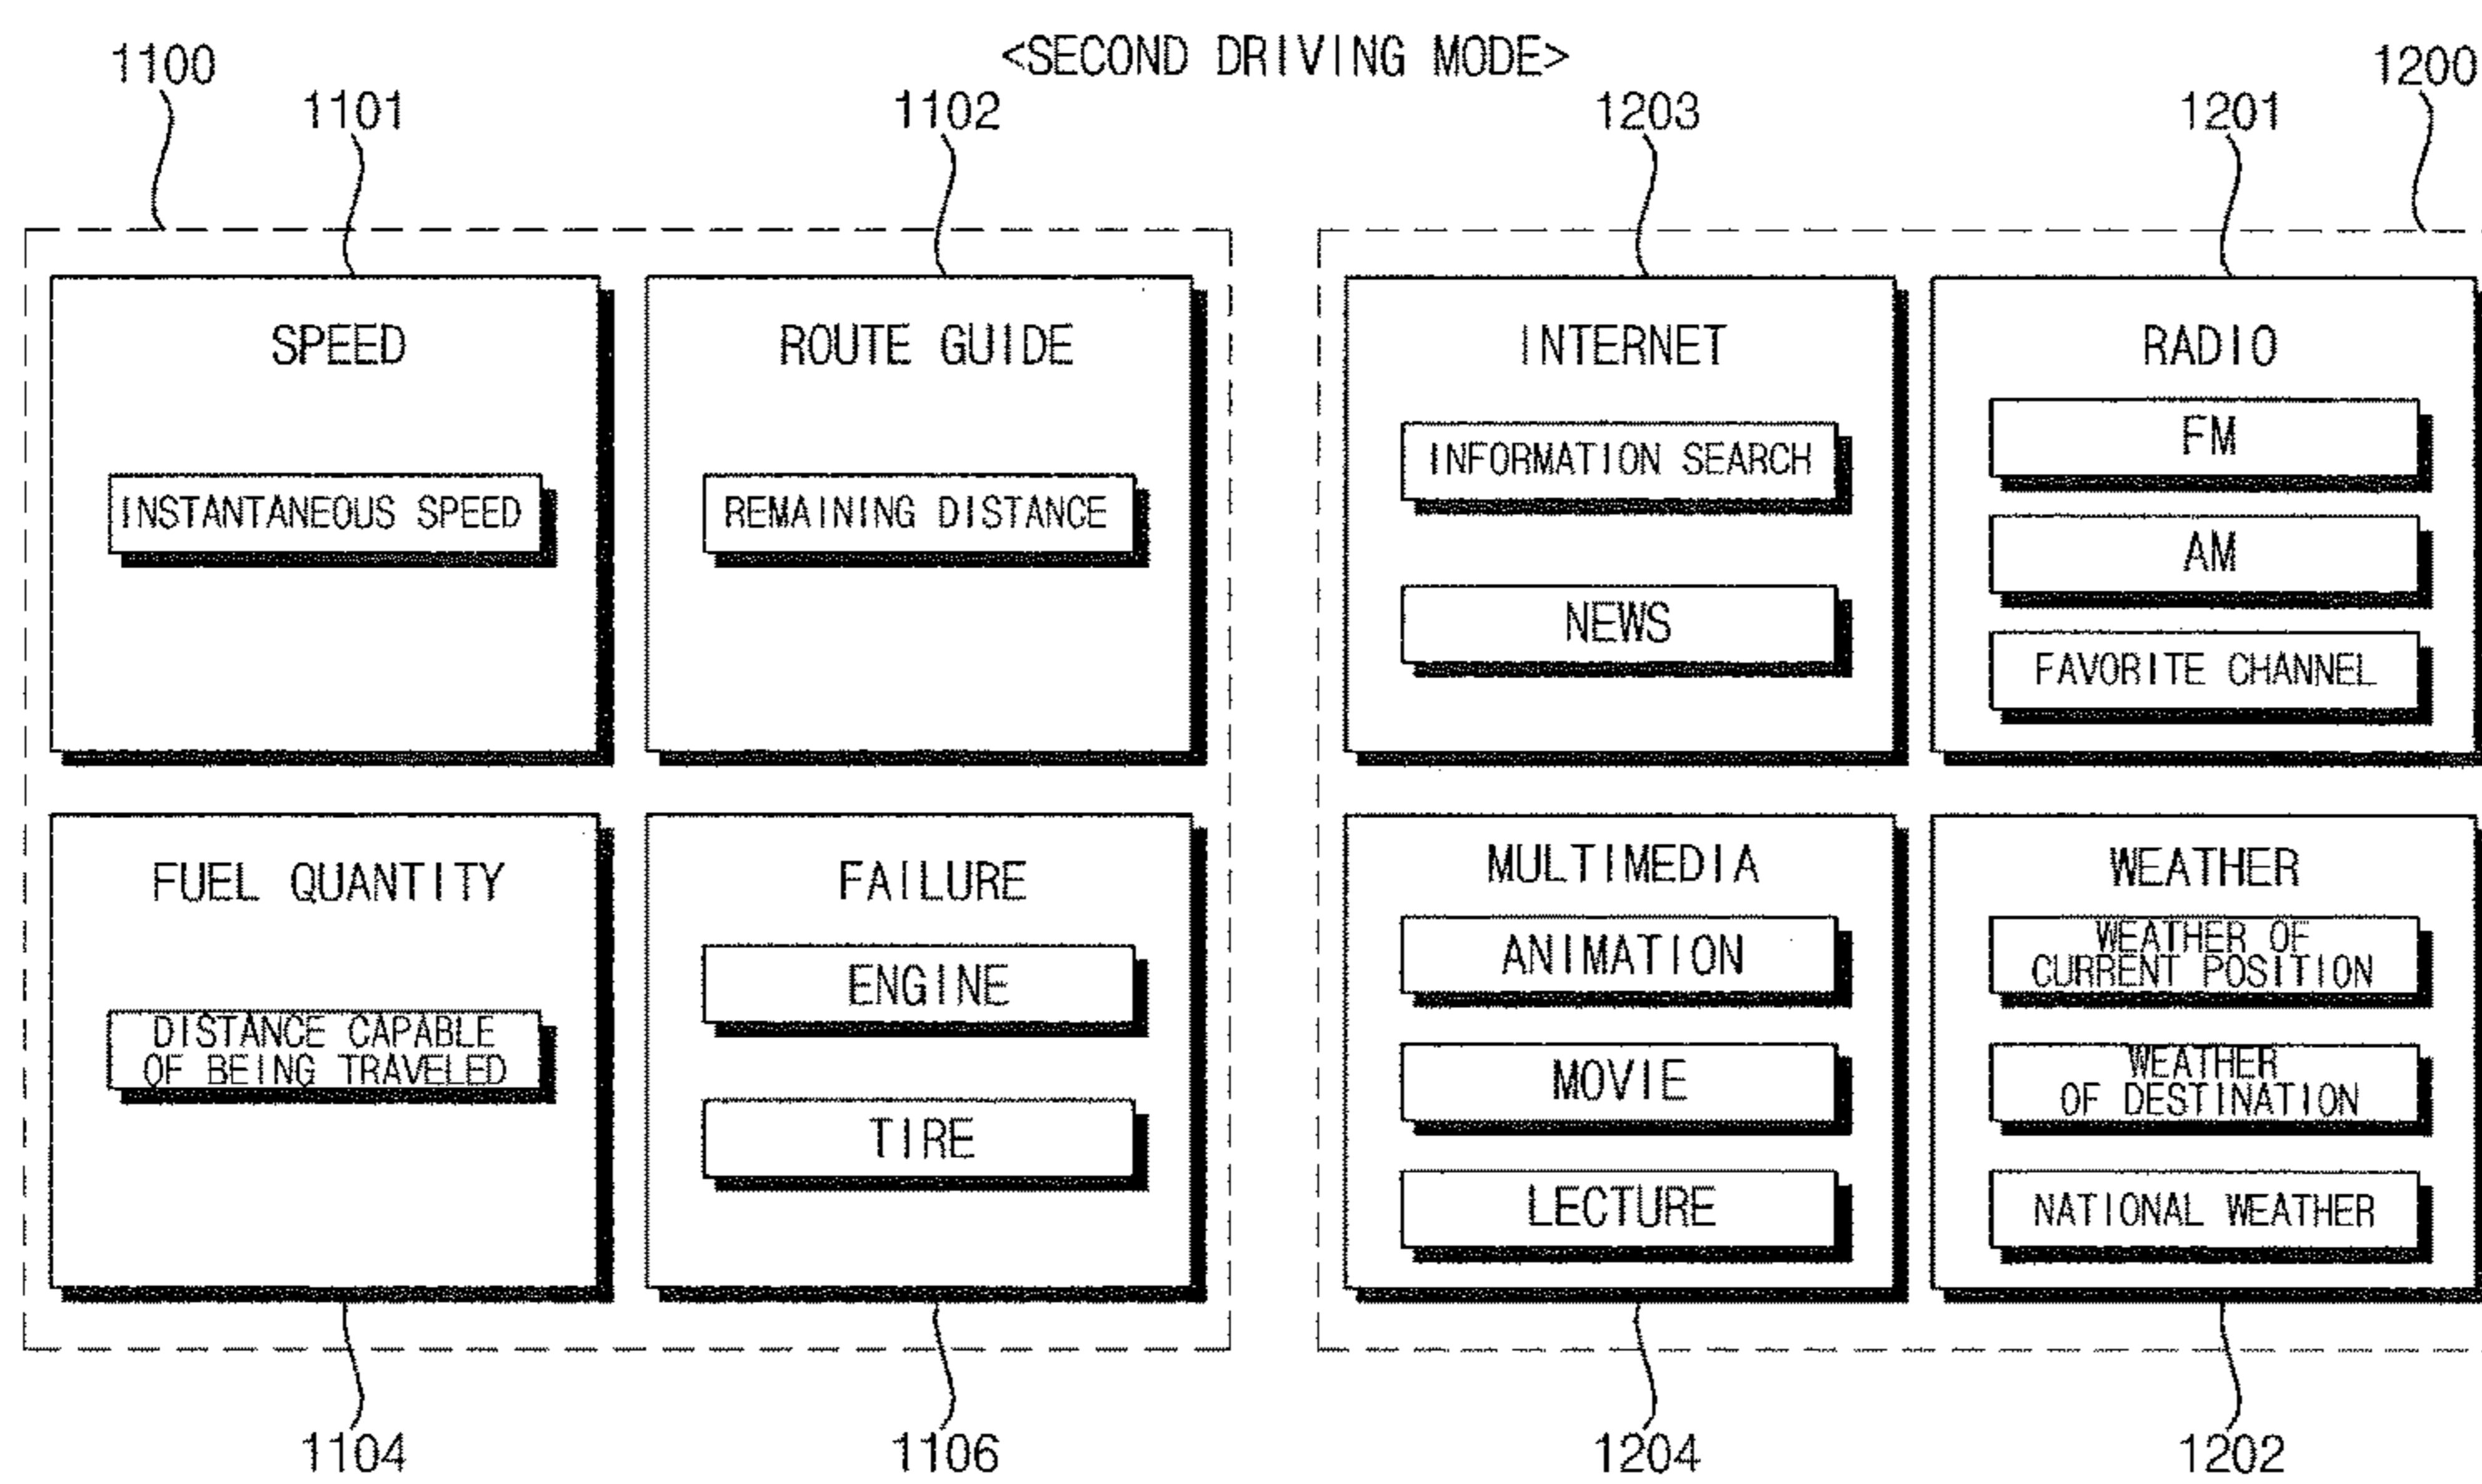 <SECOND DRIVING MODE>
1100
1200
1101
1102
1203
1201
SPEED
INSTANTANEOUS SPEED
ROUTE GUIDE
REMAINING DISTANCE
INTERNET
INFORMATION SEARCH
NEWS
RADIO
FM
AM
FAVORITE CHANNEL
FUEL QUANTITY
DISTANCE CAPABLE
OF BEING TRAVELED
FAILURE
ENGINE
TIRE
MULTIMEDIA
ANIMATION
MOVIE
LECTURE
WEATHER
WEATHER OF
CURRENT POSITION
WEATHER
OF DESTINATION
NATIONAL WEATHER
1104
1106
1204
1202